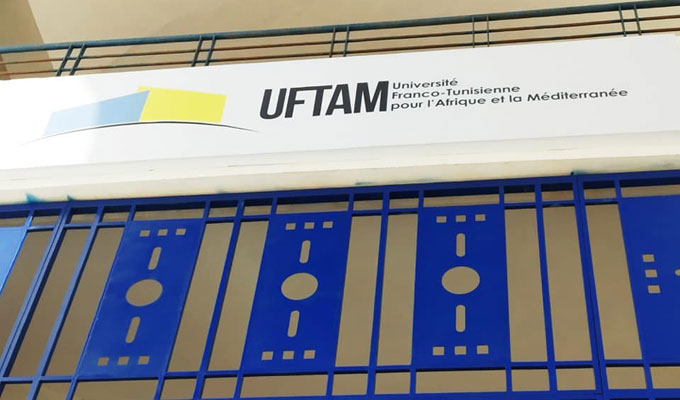 UFTAM
Université
Franco-Tunisienne
pour l'Afrique et la Méditerranée